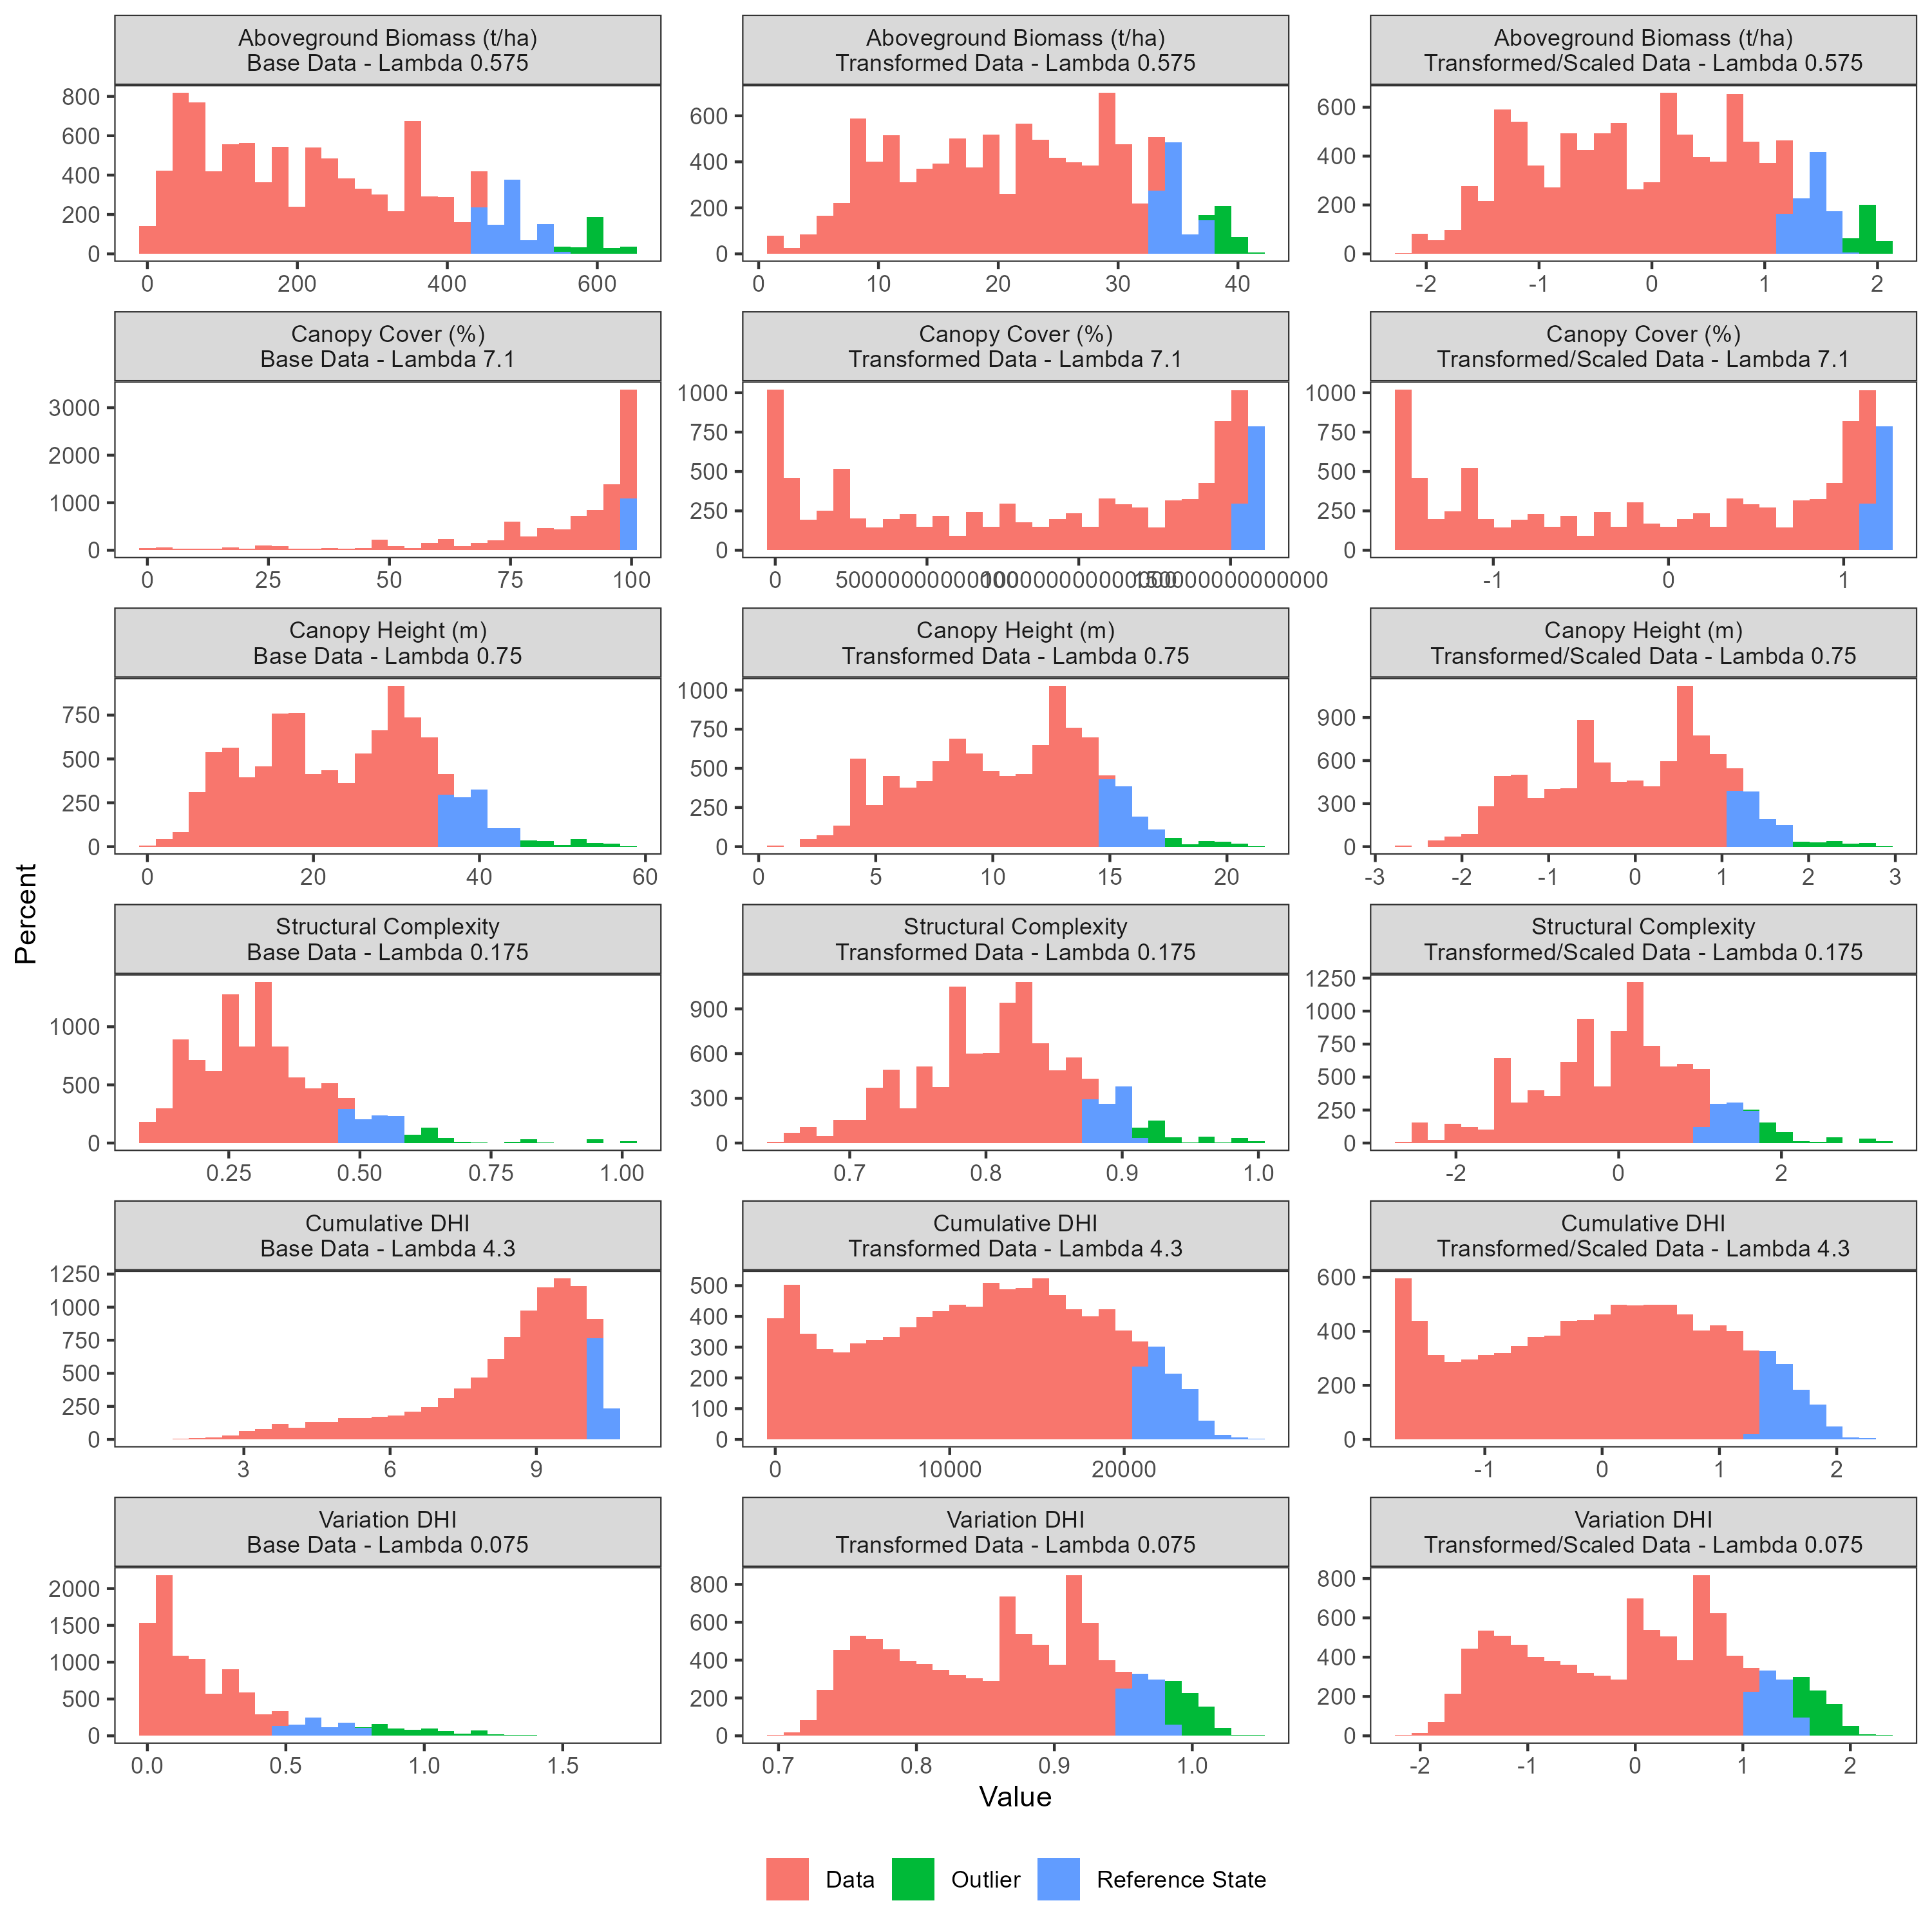 Aboveground Biomass (t/ha)
Base Data - Lambda 0.575
800
600
400
200
0
0 200 400 600
Aboveground Biomass (t/ha)
Transformed Data - Lambda 0.575
600
400
200
0
0 10 20 30 40
Aboveground Biomass (t/ha)
Transformed/Scaled Data - Lambda 0.575
600
400
200
0
-2 -1 0 1 2
Canopy Cover (%)
Base Data - Lambda 7.1
3000
2000
1000
0
0 25 50 75 100
Canopy Cover (%)
Transformed Data - Lambda 7.1
1000
750
500
250
0
0
Canopy Cover (%)
Transformed/Scaled Data - Lambda 7.1
1000
750
500
250
0
-1 0 1
Canopy Height (m)
Base Data - Lambda 0.75
750
500
250
0
0 20 40 60
Canopy Height (m)
Transformed Data - Lambda 0.75
1000
750
500
250
0
0 5 10 15 20
Canopy Height (m)
Transformed/Scaled Data - Lambda 0.75
900
600
300
0
-3 -2 -1 0 1 2 3
Percent
Structural Complexity
Base Data - Lambda 0.175
1000
500
0
0.25 0.50 0.75 1.00
Structural Complexity
Transformed Data - Lambda 0.175
900
600
300
0
0.7 0.8 0.9 1.0
Structural Complexity
Transformed/Scaled Data - Lambda 0.175
1250
1000
750
500
250
0
-2 0 2
Cumulative DHI
Base Data - Lambda 4.3
1250
1000
750
500
250
0
3 6 9
Cumulative DHI
Transformed Data - Lambda 4.3
500
400
300
200
100
0
0 10000 20000
Cumulative DHI
Transformed/Scaled Data - Lambda 4.3
600
400
200
0
-1 0 1 2
Variation DHI
Base Data - Lambda 0.075
2000
1500
1000
500
0
0.0 0.5 1.0 1.5
Variation DHI
Transformed Data - Lambda 0.075
800
600
400
200
0
0.7 0.8 0.9 1.0
Variation DHI
Transformed/Scaled Data - Lambda 0.075
800
600
400
200
0
-2 -1 0 1 2
Value
Data Outlier Reference State